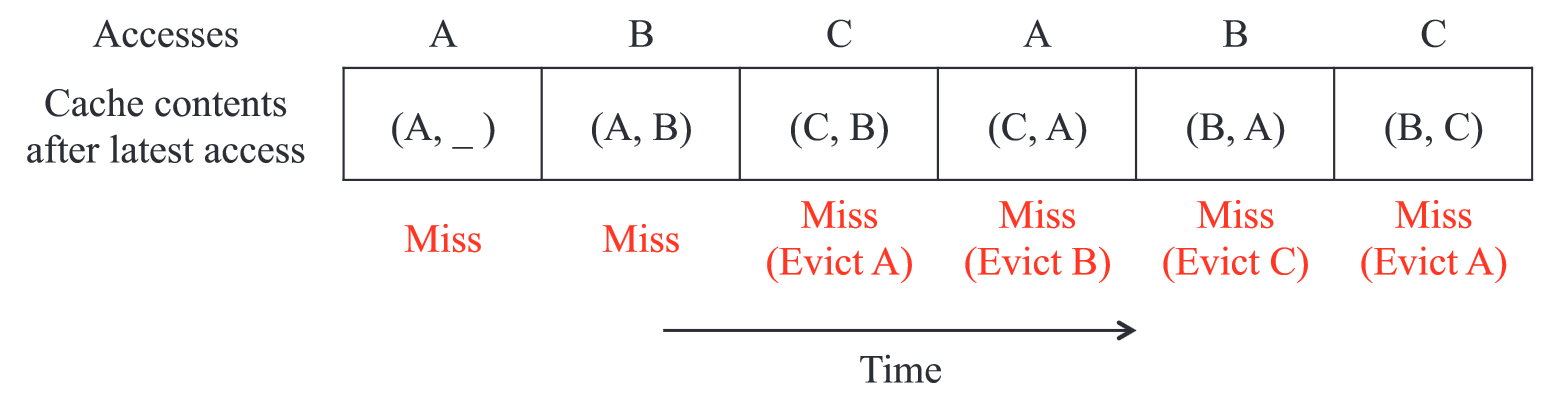 Accesses A B C A B C
Cache contents
after latest access
(A, _ ) (A, B) (C, B) (C, A) (B, A) (B, C)
Miss Miss Miss Miss Miss Miss
(Evict A) (Evict B) (Evict C) (Evict A)
Time